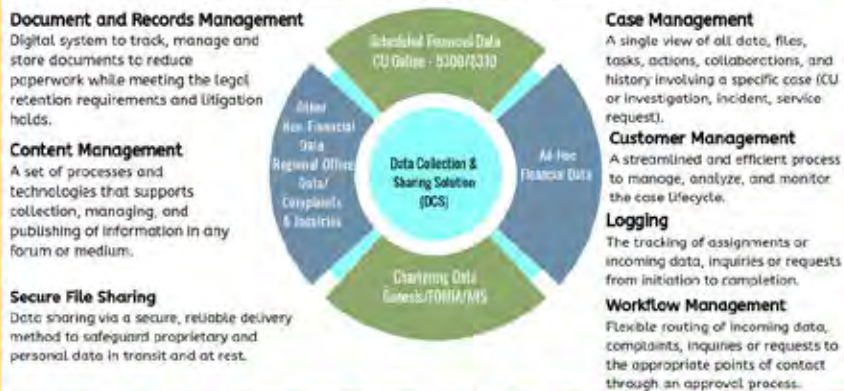 Document and Records Management
Digital system to track, manage and
store documents to reduce
paperwork while meeting the legal
retention requirements and litigation
holds.
Content Management
A set of processes and
technologies that supports
collection, managing, and
publishing of information in any
forum or medium.
Secure File Sharing
Data sharing via a secure, reliable delivery
method to safeguard proprietary and
personal data in transit and at rest.
Scheduled Financial Data
CU Online - 5300/5310
Other
Non Financial
Data
Regional Office
Data/
Complaints
& Inquiries
Data Collection &
Sharing Solution
(DCS)
Ad-Hoc
Financial Data
Chartering Data
Case Management
A single view of all data, files,
tasks, actions, collaborations, and
history involving a specific case (CU
or investigation, incident, service
request).
Customer Management
A streamlined and efficient process
to manage, analyze, and monitor
the case lifecycle.
Logging
The tracking of assignments or
incoming data, inquiries or requests
from initiation to completion.
Workflow Management
Flexible routing of incoming data,
complaints, inquiries or requests to
the appropriate points of contact
through an approval process.